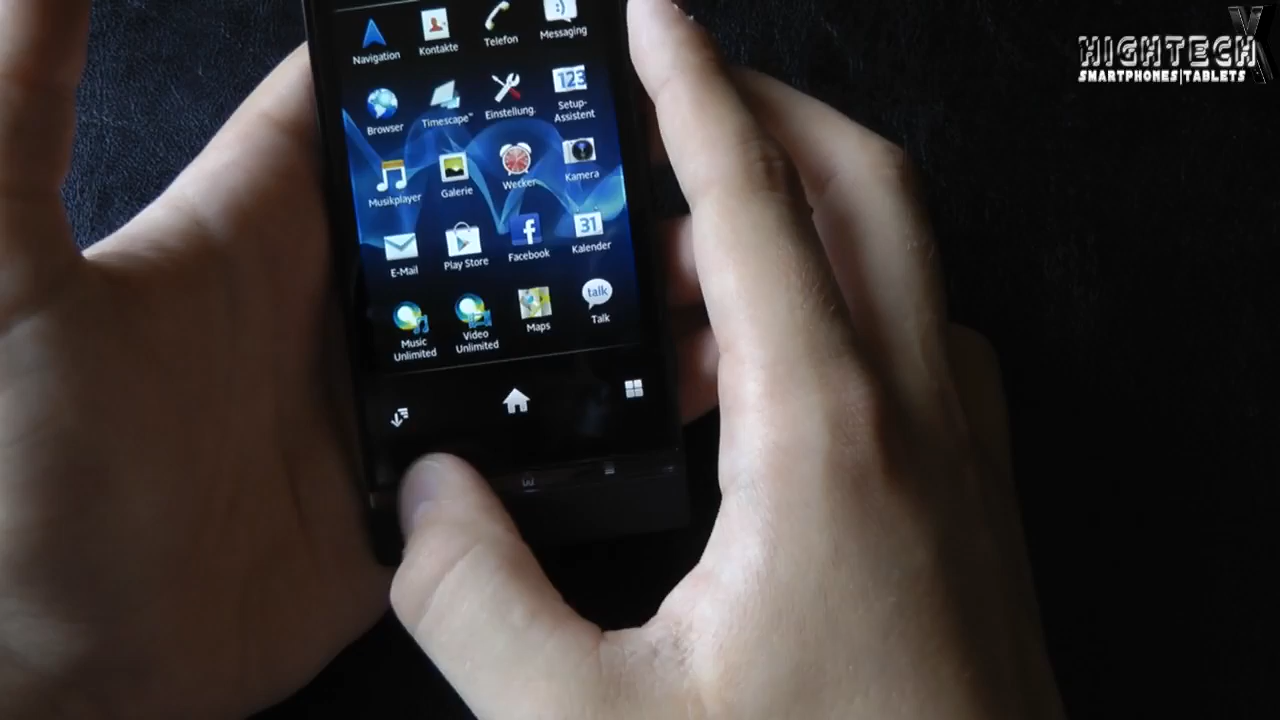 HIGHTECH X
SMARTPHONES|TABLETS
Navigation
Kontakte
Telefon
Messaging
Browser
Timescape™
Einstellung.
123
Setup-
Assistent
Musikplayer
Galerie
Wecker
Kamera
E-Mail
Play Store
f
Facebook
31
Kalender
Music
Unlimited
Video
Unlimited
Maps
talk
Talk